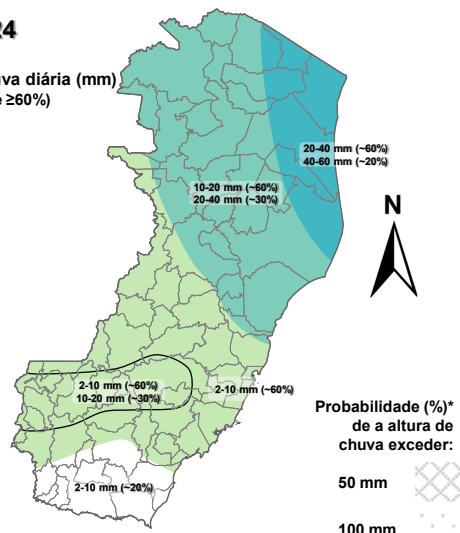 24
uva diária (mm)
e ≥60%)
20-40 mm (~60%)
40-60 mm (~20%)
10-20 mm (~60%)
20-40 mm (~30%)
N
2-10 mm (~60%)
10-20 mm (~30%)
2-10 mm (~60%)
2-10 mm (~20%)
Probabilidade (%)*
de a altura de
chuva exceder:
50 mm
100 mm